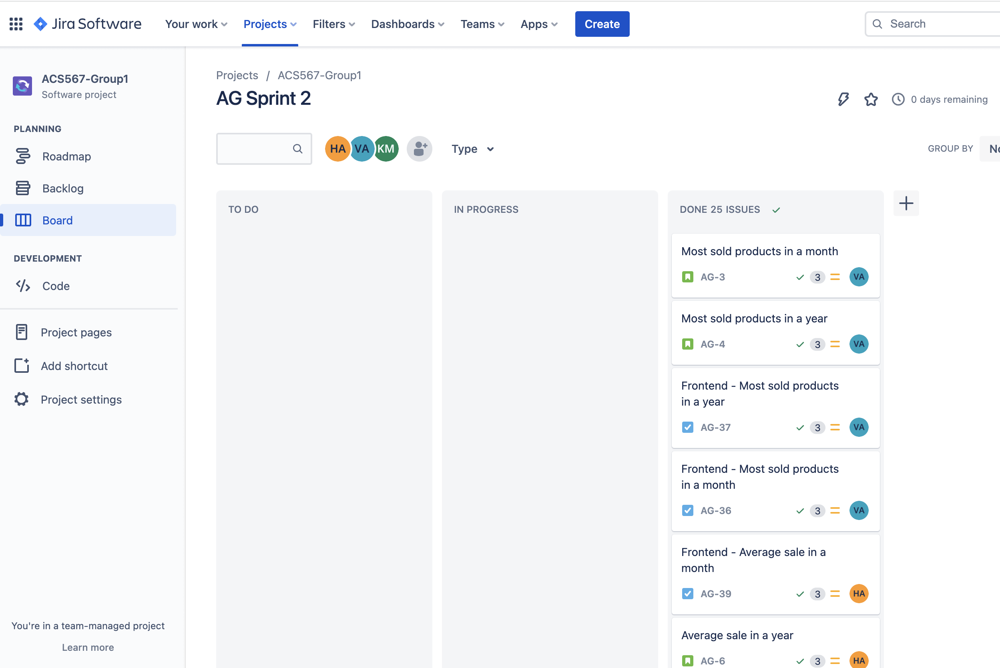 Jira Software
Your work
Projects
Filters
Dashboards
Teams
Apps
Create
Search
ACS567-Group1
Software project
PLANNING
Roadmap
Backlog
Board
DEVELOPMENT
Code
Project pages
Add shortcut
Project settings
You're in a team-managed project
Learn more
Projects / ACS567-Group1
AG Sprint 2
0 days remaining
HA VA KM
Type
GROUP BY
TO DO
IN PROGRESS
DONE 25 ISSUES
Most sold products in a month
AG-3 3 VA
Most sold products in a year
AG-4 3 VA
Frontend - Most sold products
in a year
AG-37 3 VA
Frontend - Most sold products
in a month
AG-36 3 VA
Frontend - Average sale in a
month
AG-39 3 HA
Average sale in a year
AG-6 3 HA